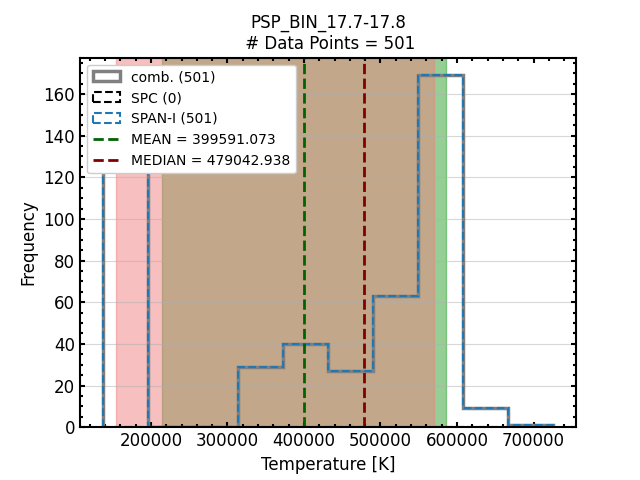 PSP_BIN_17.7-17.8
# Data Points = 501
comb. (501)
SPC (0)
SPAN-I (501)
MEAN = 399591.073
MEDIAN = 479042.938
Frequency
160
140
120
100
80
60
40
20
0
200000 300000 400000 500000 600000 700000
Temperature [K]